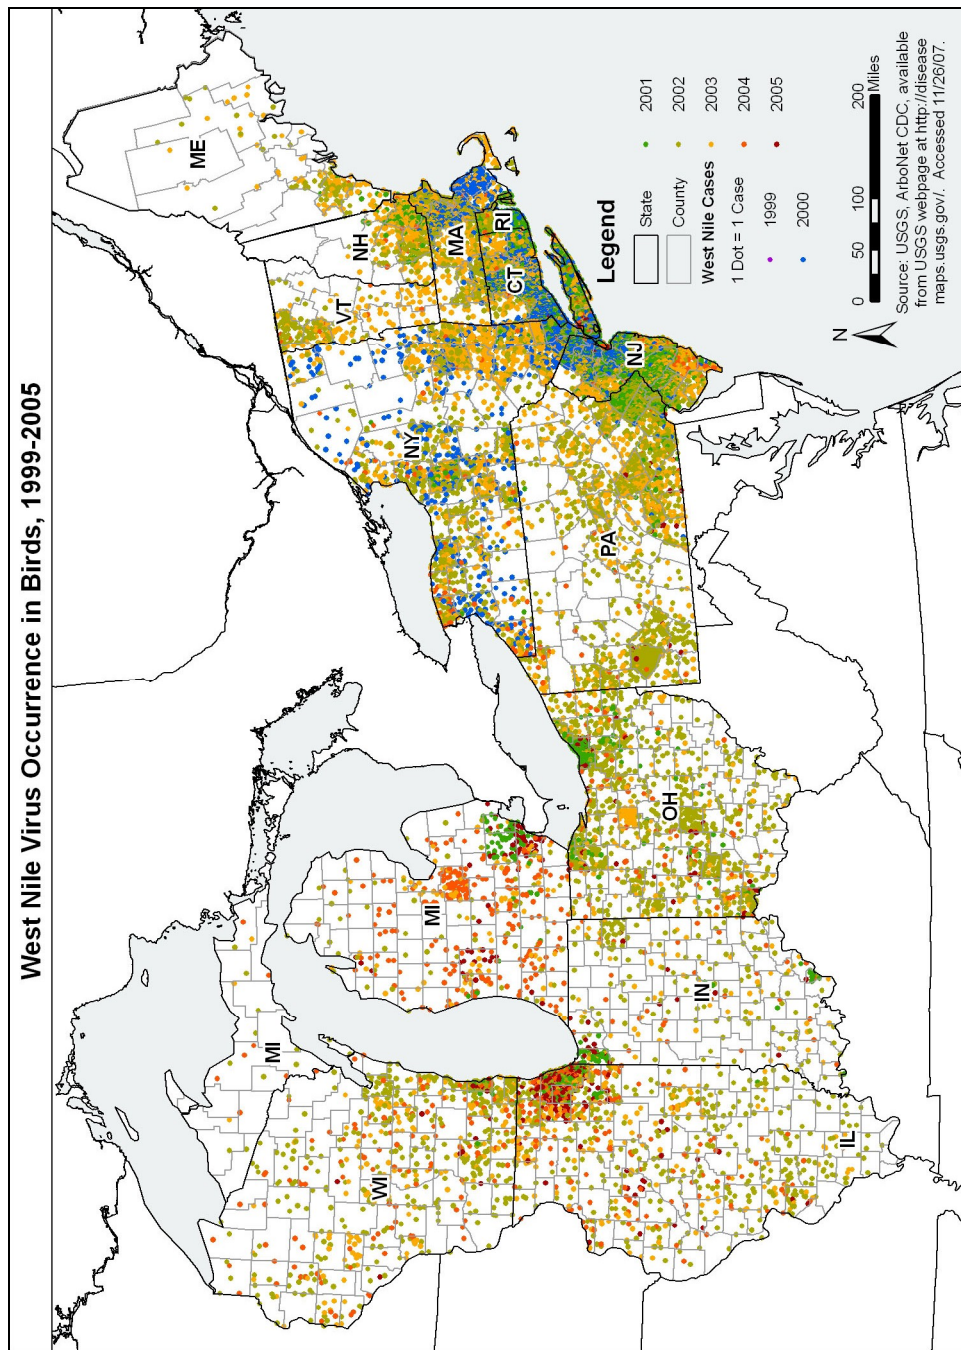 West Nile Virus Occurrence in Birds, 1999-2005
ME
NH
VT
MA
RI
CT
NY
NJ
PA
MI
MI
OH
IN
WI
IL
Legend
State
County
West Nile Cases
1 Dot = 1 Case
1999
2000
2001
2002
2003
2004
2005
N
0 50 100 200
Miles
Source: USGS, ArboNet CDC, available
from USGS webpage at http://disease
maps.usgs.gov/. Accessed 11/26/07.